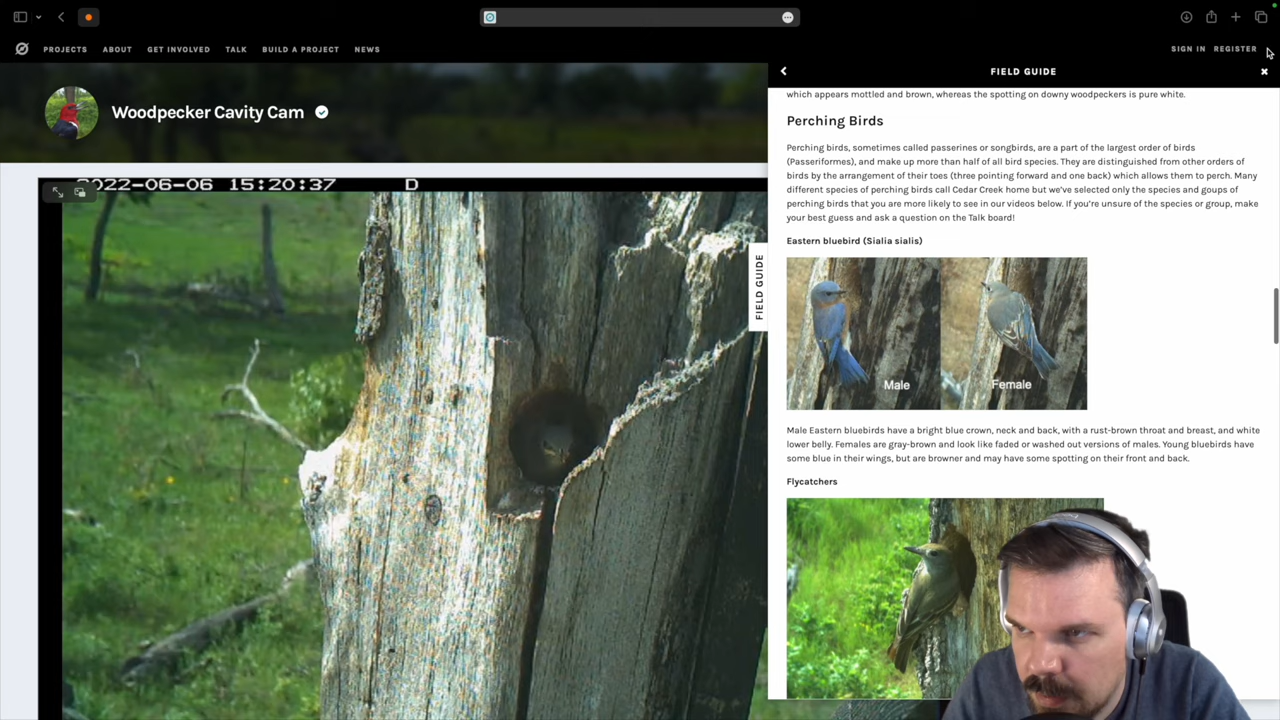 PROJECTS ABOUT GET INVOLVED TALK BUILD A PROJECT NEWS SIGN IN REGISTER
Woodpecker Cavity Cam
2022-06-06 15:20:37 D
FIELD GUIDE
FIELD GUIDE
which appears mottled and brown, whereas the spotting on downy woodpeckers is pure white.
Perching Birds
Perching birds, sometimes called passerines or songbirds, are a part of the largest order of birds
(Passeriformes), and make up more than half of all bird species. They are distinguished from other orders of
birds by the arrangement of their toes (three pointing forward and one back) which allows them to perch. Many
different species of perching birds call Cedar Creek home but we've selected only the species and goups of
perching birds that you are more likely to see in our videos below. If you're unsure of the species or group, make
your best guess and ask a question on the Talk board!
Eastern bluebird (Sialia sialis)
Male Female
Male Eastern bluebirds have a bright blue crown, neck and back, with a rust-brown throat and breast, and white
lower belly. Females are gray-brown and look like faded or washed out versions of males. Young bluebirds have
some blue in their wings, but are browner and may have some spotting on their front and back.
Flycatchers